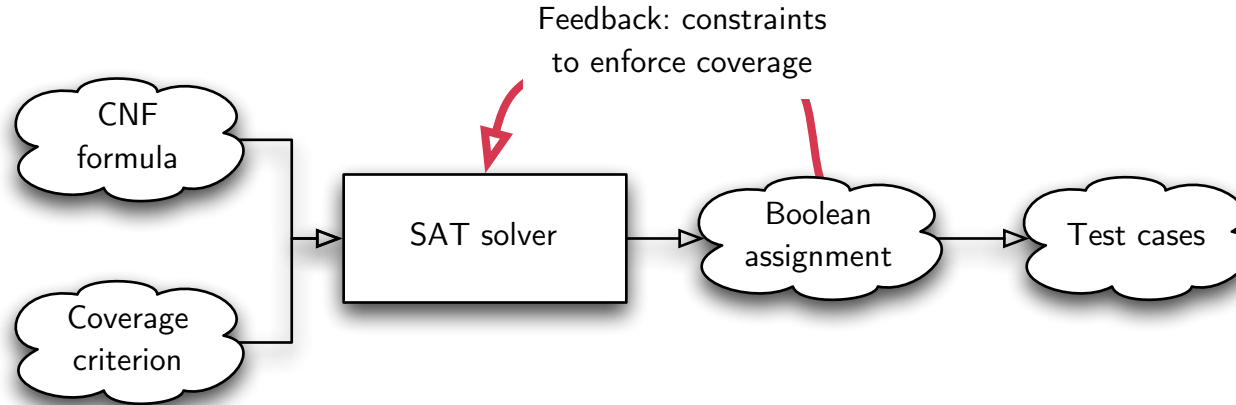 Feedback: constraints
to enforce coverage
CNF
formula
Coverage
criterion
SAT solver
Boolean
assignment
Test cases